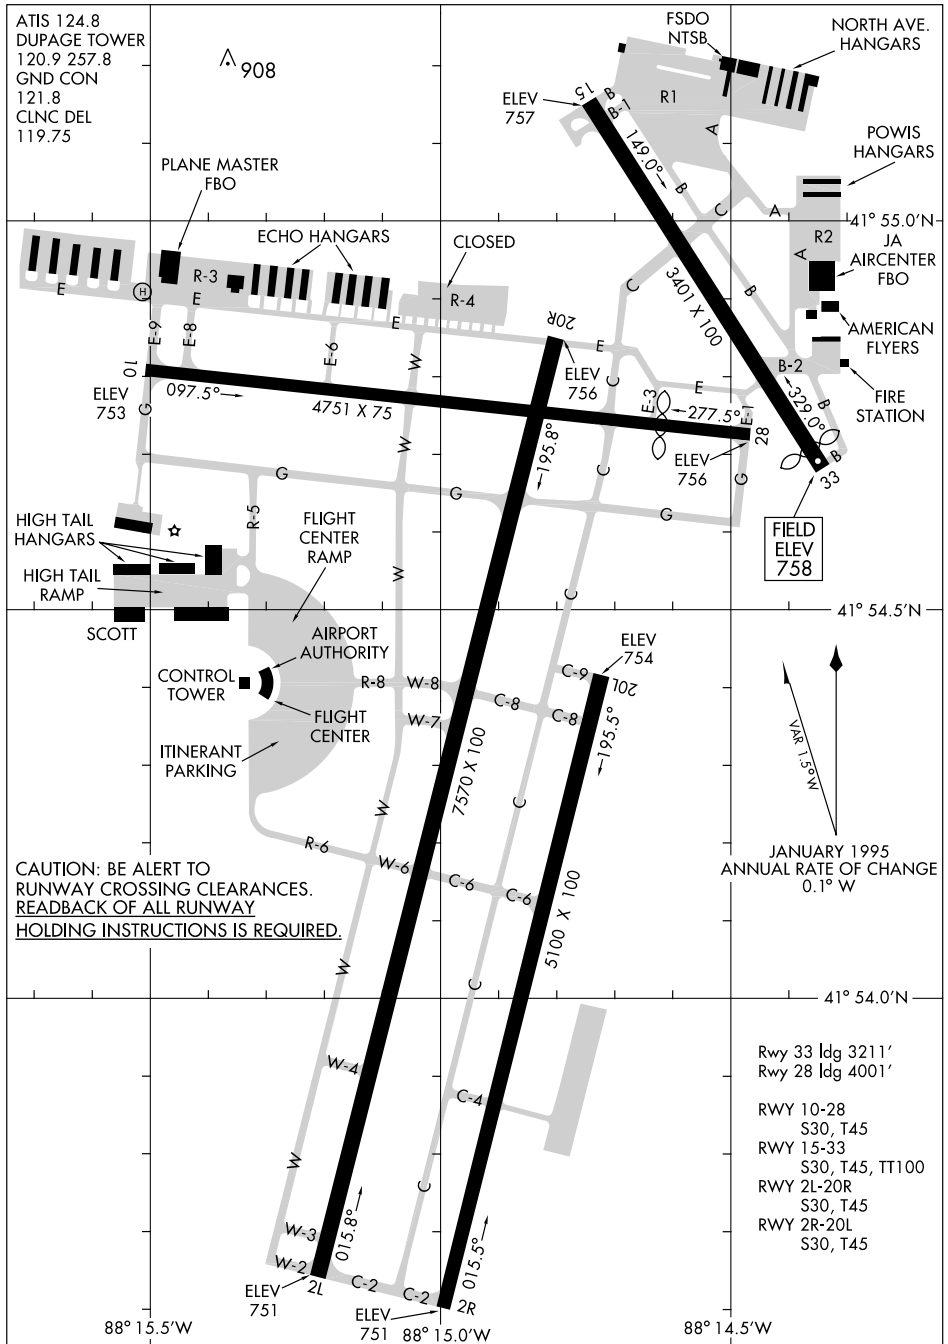 ATIS 124.8
DUPAGE TOWER
120.9 257.8
GND CON
121.8
CLNC DEL
119.75
908
FSDO
NTSB
NORTH AVE.
HANGARS
ELEV
757
15
B
B-1
R1
A
149.0°
B
POWIS
HANGARS
PLANE MASTER
FBO
C
A
41° 55.0'N
ECHO HANGARS
CLOSED
R2
JA
AIRCENTER
FBO
A
R-3
E
H
E
R-4
C
3401 X 100
B
AMERICAN
FLYERS
E-9
E-8
E-6
E
W
20R
E
B-2
FIRE
STATION
10
ELEV
753
G
097.5°
4751 X 75
ELEV
756
C
E-3
E
277.5°
E-1
28
329.0°
B
B
33
W
195.8°
ELEV
756
C
G
G
G
G
R-5
FIELD
ELEV
758
HIGH TAIL
HANGARS
FLIGHT
CENTER
RAMP
HIGH TAIL
RAMP
W
C
41° 54.5'N
SCOTT
AIRPORT
AUTHORITY
ELEV
754
CONTROL
TOWER
R-8
W-8
C-9
20L
C-8
C-8
FLIGHT
CENTER
W-7
195.5°
ITINERANT
PARKING
7570 X 100
VAR 1.5° W
W
C
R-6
W-6
C-6
C-6
JANUARY 1995
ANNUAL RATE OF CHANGE
0.1° W
CAUTION: BE ALERT TO
RUNWAY CROSSING CLEARANCES.
READBACK OF ALL RUNWAY
HOLDING INSTRUCTIONS IS REQUIRED.
5100 X 100
W
C
41° 54.0'N
W-4
C-4
Rwy 33 ldg 3211'
Rwy 28 ldg 4001'
RWY 10-28
S30, T45
RWY 15-33
S30, T45, TT100
RWY 2L-20R
S30, T45
RWY 2R-20L
S30, T45
W
C
W-3
015.8°
015.5°
W-2
ELEV
751
2L
C-2
C-2
2R
ELEV
751
88° 15.5'W
88° 15.0'W
88° 14.5'W